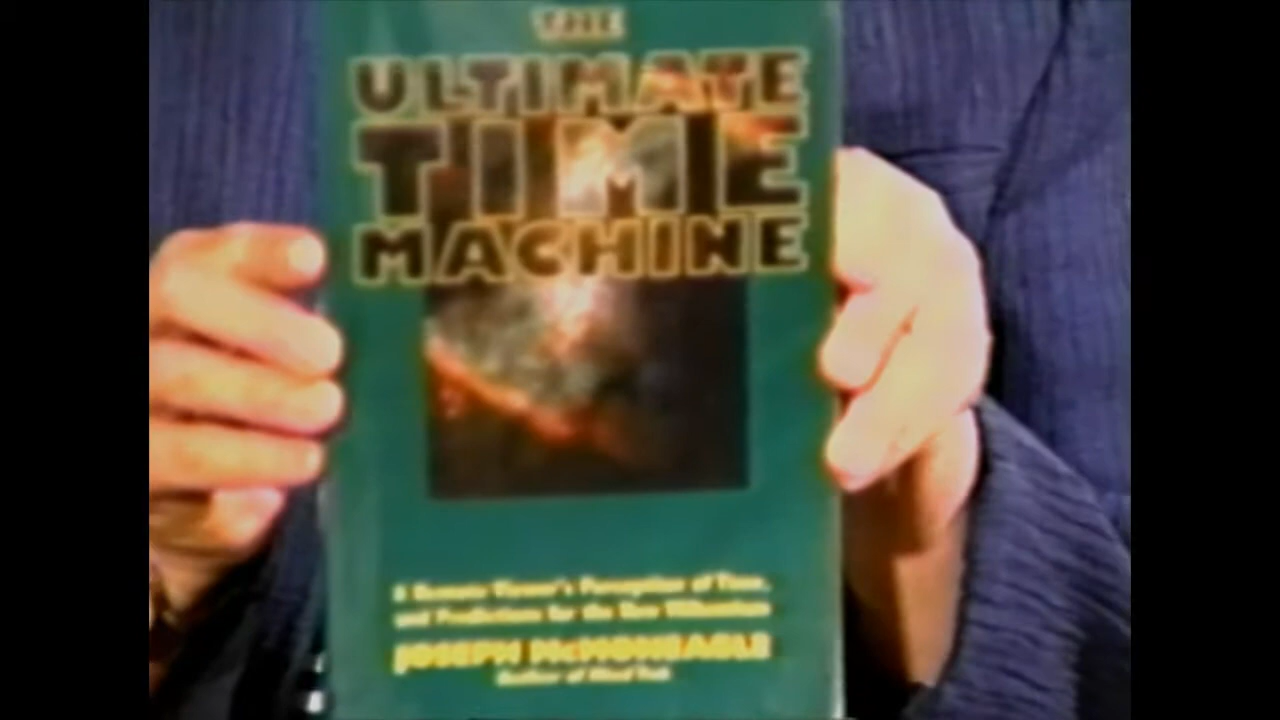 THE
ULTIMATE
TIME
MACHINE
A Remote Viewer's Perception of Time,
and Predictions for the New Millennium
JOSEPH McMONEAGLE
Author of Mind Trek